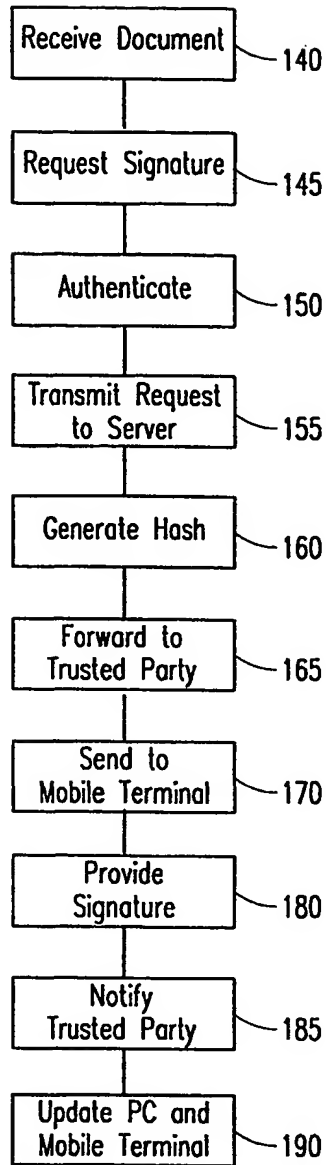 Receive Document
140
Request Signature
145
Authenticate
150
Transmit Request
to Server
155
Generate Hash
160
Forward to
Trusted Party
165
Send to
Mobile Terminal
170
Provide
Signature
180
Notify
Trusted Party
185
Update PC and
Mobile Terminal
190